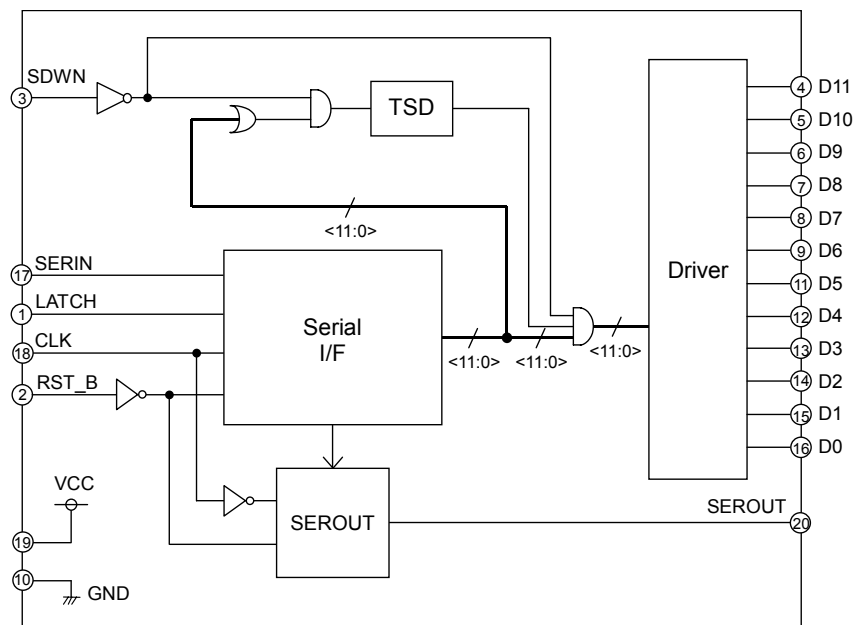 SDWN
3
TSD
<11:0>
SERIN
17
LATCH
1
CLK
18
RST_B
2
Serial
I/F
<11:0>
<11:0>
<11:0>
Driver
4 D11
5 D10
6 D9
7 D8
8 D7
9 D6
11 D5
12 D4
13 D3
14 D2
15 D1
16 D0
VCC
19
10
GND
SEROUT
SEROUT
20